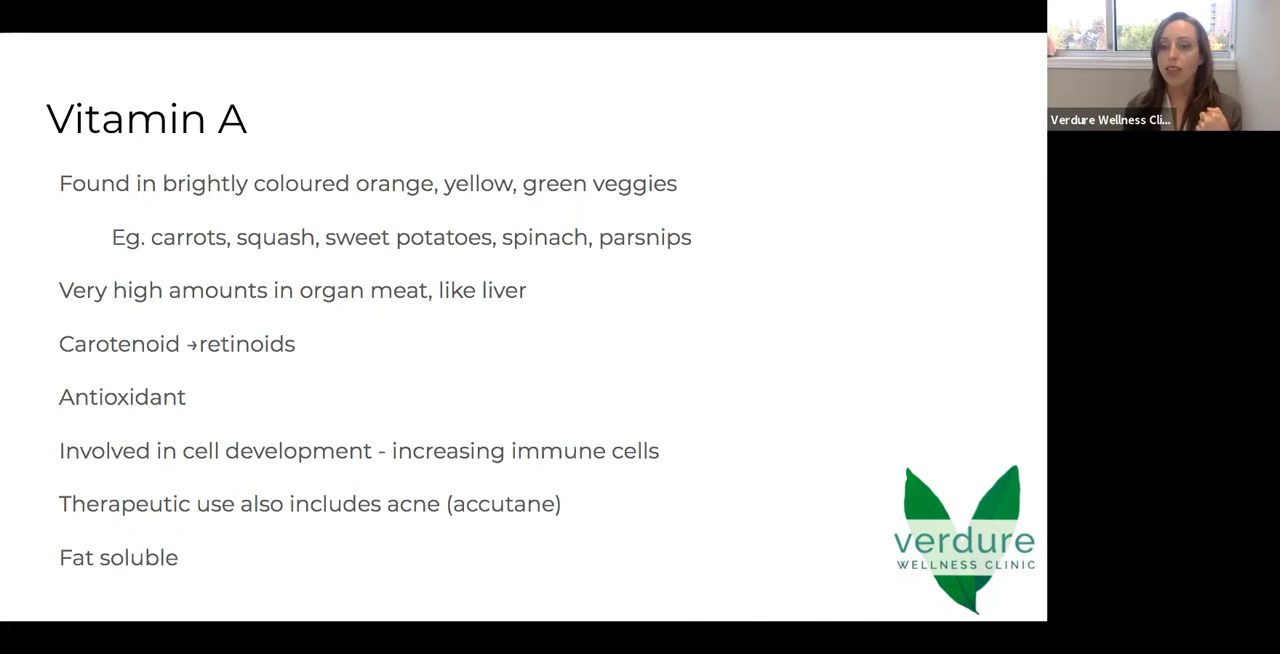 Vitamin A
Found in brightly coloured orange, yellow, green veggies
Eg. carrots, squash, sweet potatoes, spinach, parsnips
Very high amounts in organ meat, like liver
Carotenoid →retinoids
Antioxidant
Involved in cell development - increasing immune cells
Therapeutic use also includes acne (accutane)
Fat soluble
verdure
WELLNESS CLINIC
Verdure Wellness Cli...